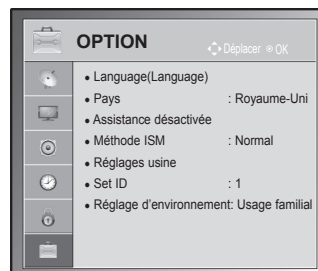 OPTION
Déplacer OK
• Language(Language)
• Pays : Royaume-Uni
• Assistance désactivée
• Méthode ISM : Normal
• Réglages usine
• Set ID : 1
• Réglage d'environnement: Usage familial